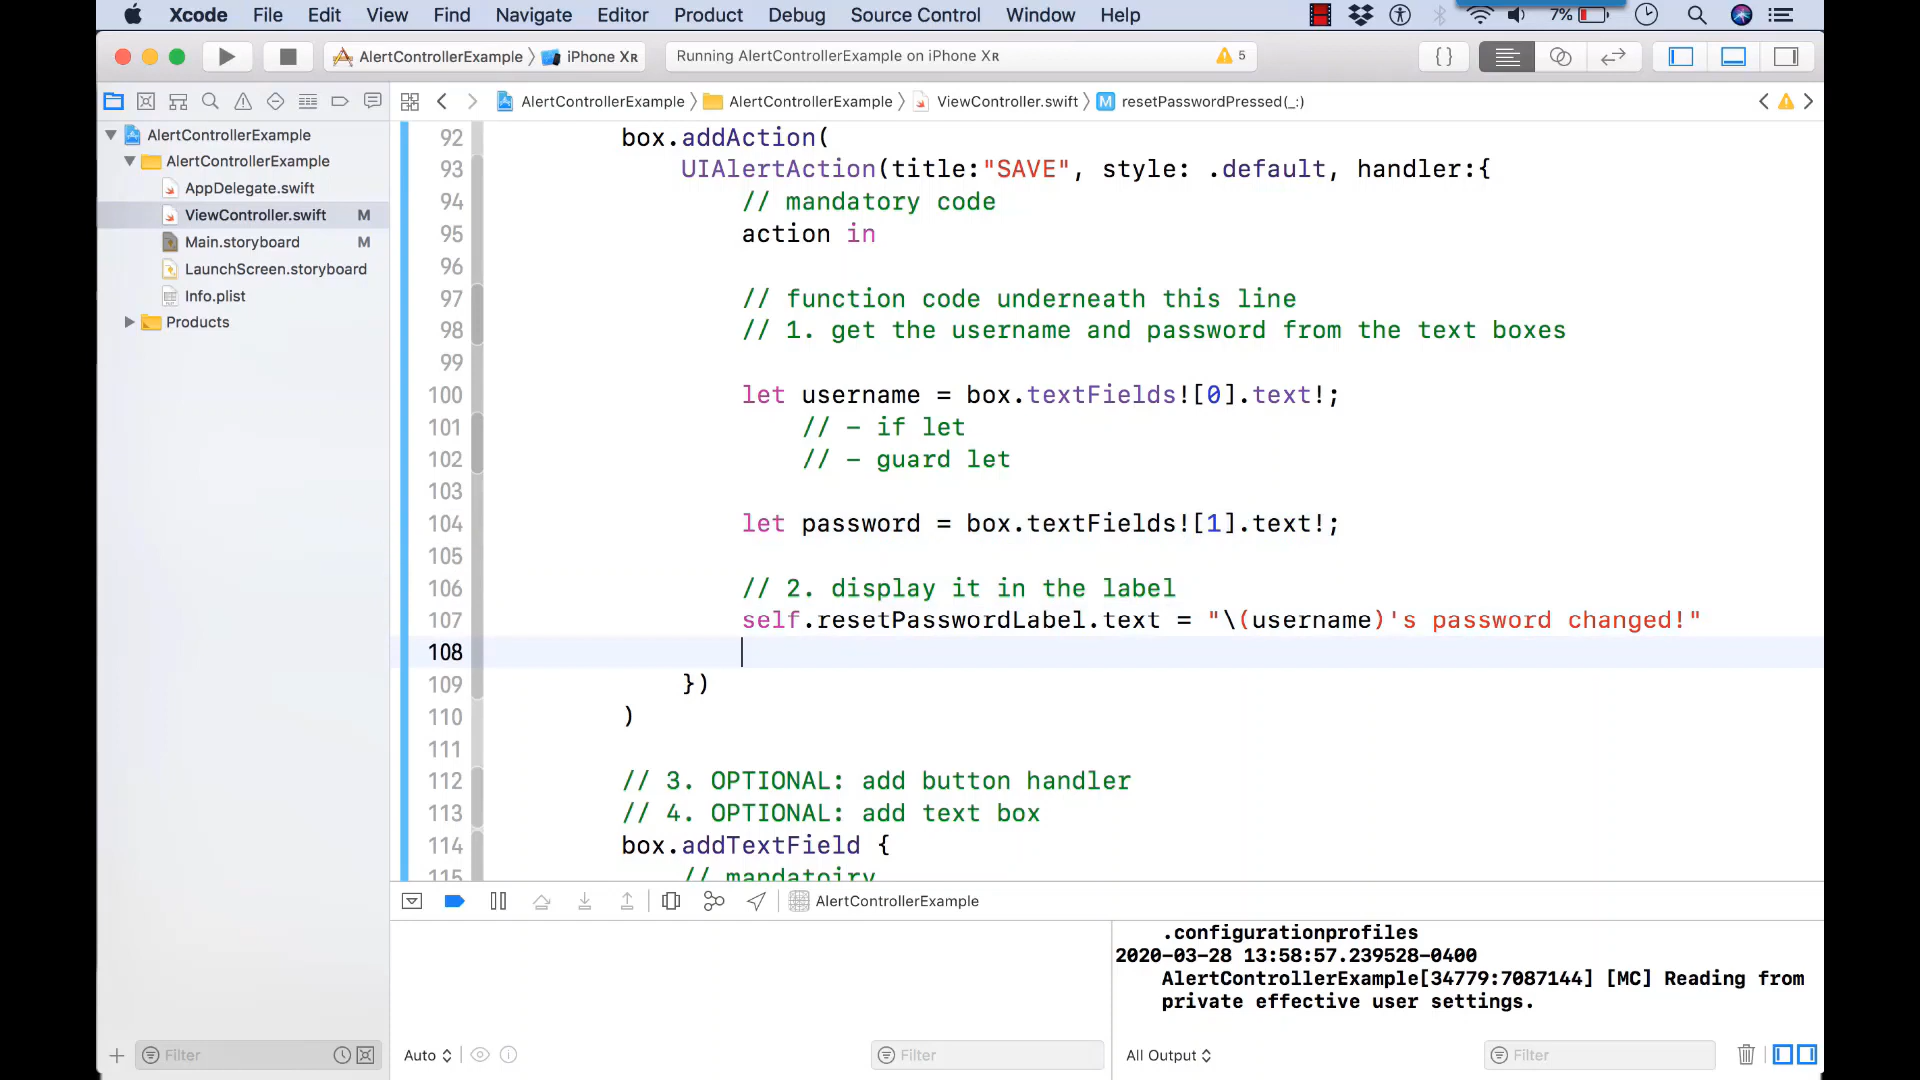 Xcode File Edit View Find Navigate Editor Product Debug Source Control Window Help 7%
AlertControllerExample iPhone XR Running AlertControllerExample on iPhone XR 5
AlertControllerExample AlertControllerExample ViewController.swift M resetPasswordPressed(_:)
AlertControllerExample
AlertControllerExample
AppDelegate.swift
ViewController.swift M
Main.storyboard M
LaunchScreen.storyboard
Info.plist
Products
92 box.addAction(
93 UIAlertAction(title:"SAVE", style: .default, handler:{
94 // mandatory code
95 action in
96
97 // function code underneath this line
98 // 1. get the username and password from the text boxes
99
100 let username = box.textFields![0].text!;
101 // - if let
102 // - guard let
103
104 let password = box.textFields![1].text!;
105
106 // 2. display it in the label
107 self.resetPasswordLabel.text = "\(username)'s password changed!"
108
109 })
110 )
111
112 // 3. OPTIONAL: add button handler
113 // 4. OPTIONAL: add text box
114 box.addTextField {
115 // mandatoiry
AlertControllerExample
.configurationprofiles
2020-03-28 13:58:57.239528-0400
AlertControllerExample[34779:7087144] [MC] Reading from
private effective user settings.
Filter Auto Filter All Output Filter